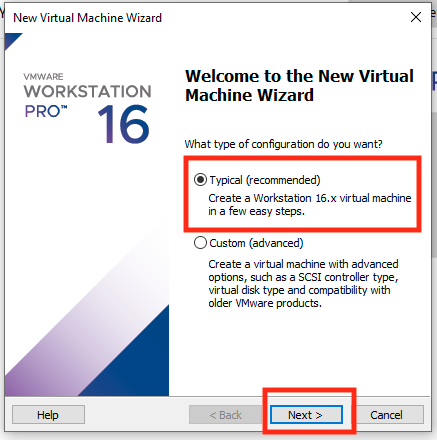 New Virtual Machine Wizard
VMWARE
WORKSTATION
PRO™ 16
Welcome to the New Virtual
Machine Wizard
What type of configuration do you want?
Typical (recommended)
Create a Workstation 16.x virtual machine
in a few easy steps.
Custom (advanced)
Create a virtual machine with advanced
options, such as a SCSI controller type,
virtual disk type and compatibility with
older VMware products.
Help
< Back
Next >
Cancel